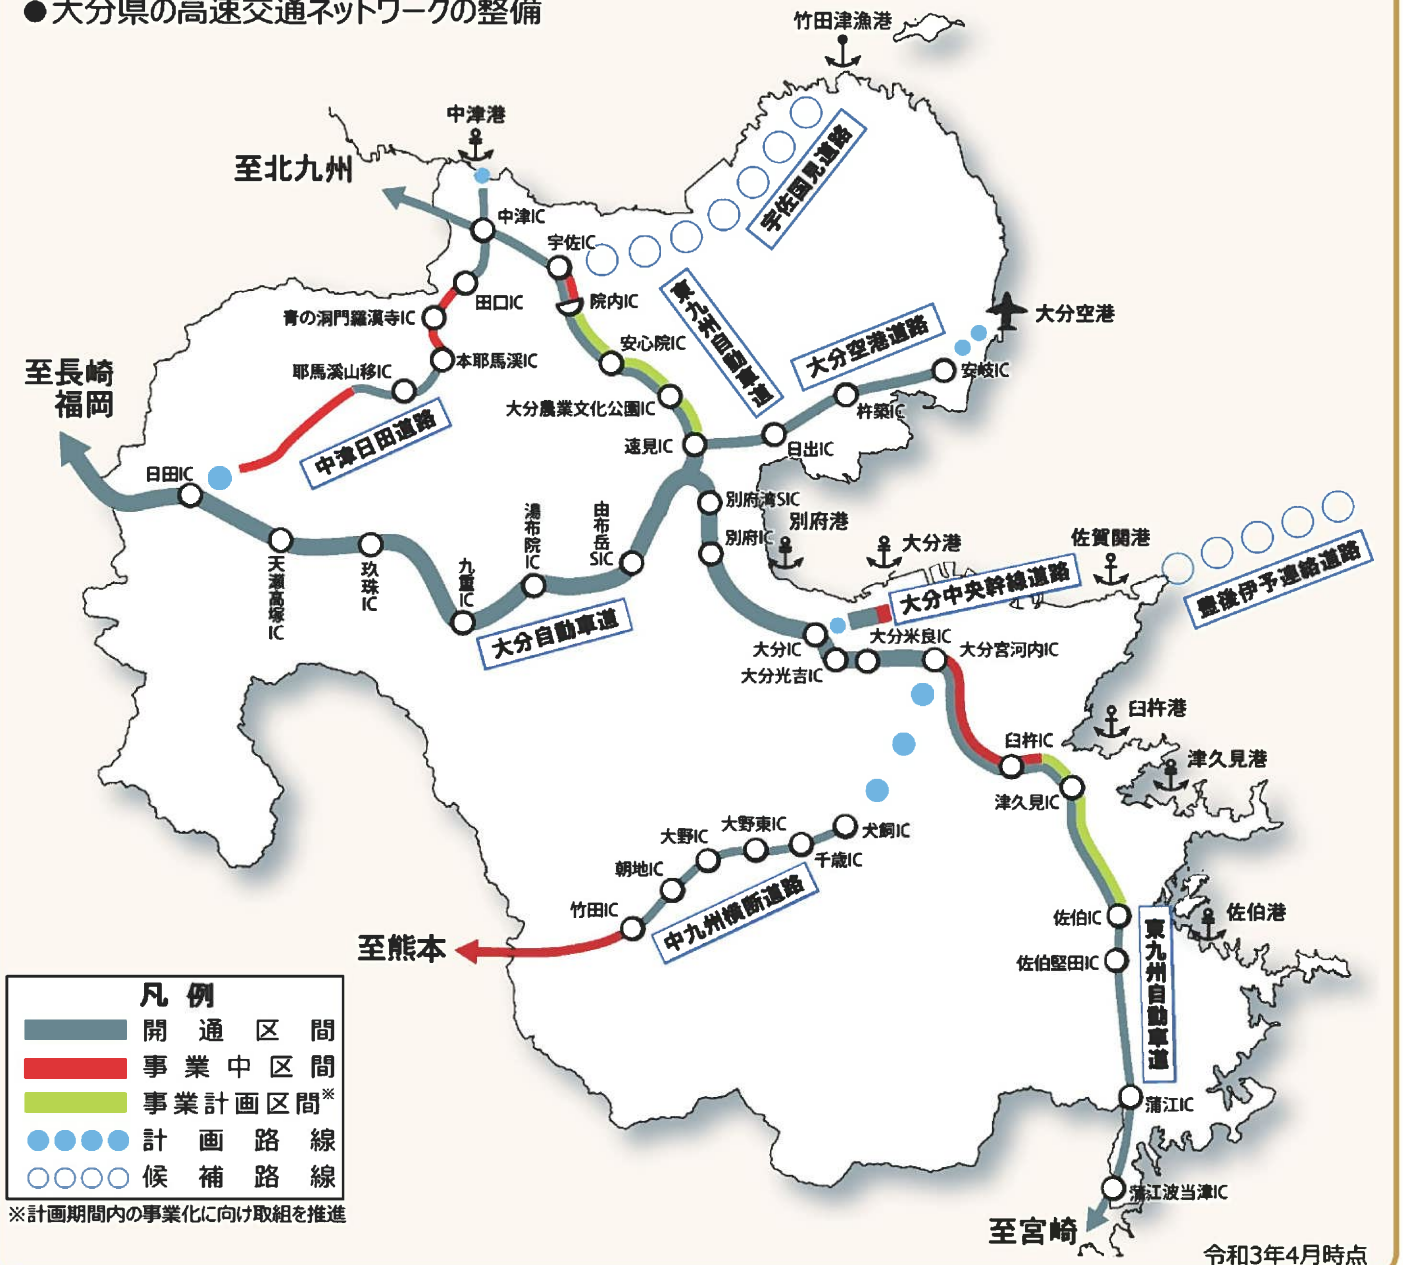 ●大分県の高速交通ネットワークの整備
竹田津漁港
中津港
至北九州
中津IC
宇佐IC
宇佐国見道路
田口IC
院内IC
青の洞門羅漢寺IC
東九州自動車道
大分空港道路
大分空港
安心院IC
本耶馬溪IC
至長崎
福岡
耶馬溪山移IC
安岐IC
大分農業文化公園IC
杵築IC
中津日田道路
速見IC
日出IC
日田IC
別府湾SIC
湯布院IC
由布岳SIC
別府港
別府IC
大分港
佐賀関港
天瀬高塚IC
玖珠IC
九重IC
大分中央幹線道路
豊後伊予連絡道路
大分自動車道
大分IC
大分米良IC
大分宮河内IC
大分光吉IC
臼杵港
臼杵IC
津久見港
津久見IC
大野IC
大野東IC
犬飼IC
千歳IC
朝地IC
竹田IC
中九州横断道路
至熊本
佐伯IC
佐伯港
佐伯堅田IC
東九州自動車道
凡例
開通区間
事業中区間
事業計画区間※
計画路線
候補路線
※計画期間内の事業化に向け取組を推進
蒲江IC
蒲江波当津IC
至宮崎
令和3年4月時点